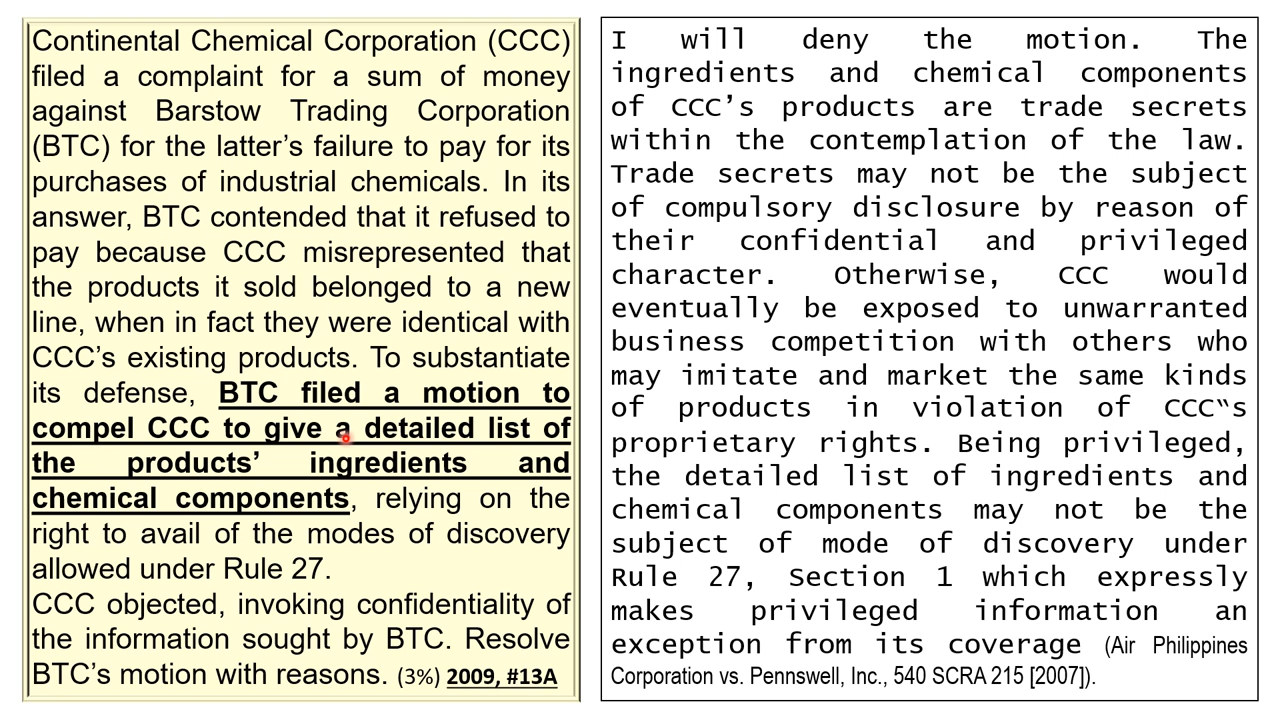 Continental Chemical Corporation (CCC)
filed a complaint for a sum of money
against Barstow Trading Corporation
(BTC) for the latter’s failure to pay for its
purchases of industrial chemicals. In its
answer, BTC contended that it refused to
pay because CCC misrepresented that
the products it sold belonged to a new
line, when in fact they were identical with
CCC’s existing products. To substantiate
its defense, BTC filed a motion to
compel CCC to give a detailed list of
the products’ ingredients and
chemical components, relying on the
right to avail of the modes of discovery
allowed under Rule 27.
CCC objected, invoking confidentiality of
the information sought by BTC. Resolve
BTC’s motion with reasons. (3%) 2009, #13A
I will deny the motion. The
ingredients and chemical components
of CCC’s products are trade secrets
within the contemplation of the law.
Trade secrets may not be the subject
of compulsory disclosure by reason of
their confidential and privileged
character. Otherwise, CCC would
eventually be exposed to unwarranted
business competition with others who
may imitate and market the same kinds
of products in violation of CCC‟s
proprietary rights. Being privileged,
the detailed list of ingredients and
chemical components may not be the
subject of mode of discovery under
Rule 27, Section 1 which expressly
makes privileged information an
exception from its coverage (Air Philippines
Corporation vs. Pennswell, Inc., 540 SCRA 215 [2007]).